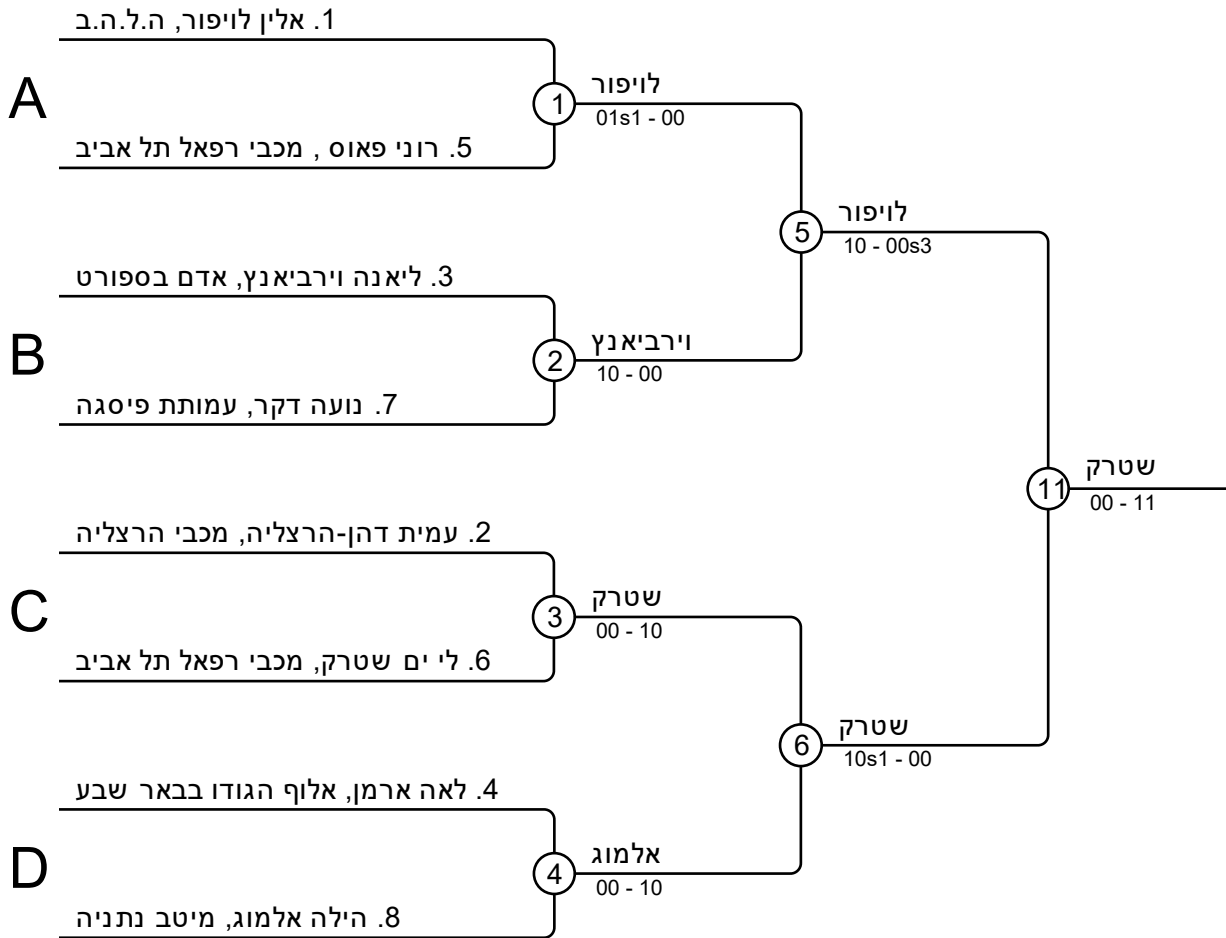 1. אלין לויפור, ה.ל.ה.ב
A
1
לויפור
01s1 - 00
5. רוני פאוס , מכבי רפאל תל אביב
5
לויפור
10 - 00s3
3. ליאנה וירביאנץ, אדם בספורט
B
2
וירביאנץ
10 - 00
7. נועה דקר, עמותת פיסגה
11
שטרק
00 - 11
2. עמית דהן-הרצליה, מכבי הרצליה
C
3
שטרק
00 - 10
6. לי ים שטרק, מכבי רפאל תל אביב
6
שטרק
10s1 - 00
4. לאה ארמן, אלוף הגודו בבאר שבע
D
4
אלמוג
00 - 10
8. הילה אלמוג, מיטב נתניה